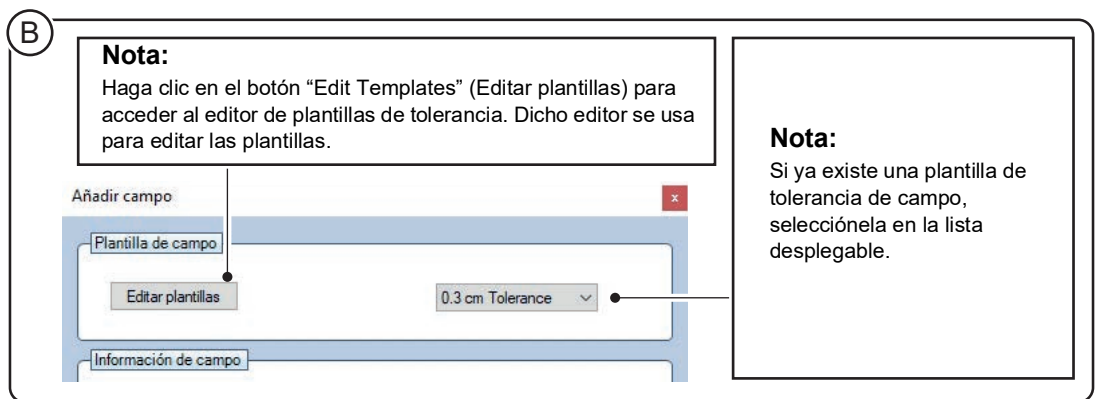 B
Nota:
Haga clic en el botón “Edit Templates” (Editar plantillas) para
acceder al editor de plantillas de tolerancia. Dicho editor se usa
para editar las plantillas.
Nota:
Si ya existe una plantilla de
tolerancia de campo,
selecciónela en la lista
desplegable.
Añadir campo
x
Plantilla de campo
Editar plantillas
0.3 cm Tolerance
Información de campo